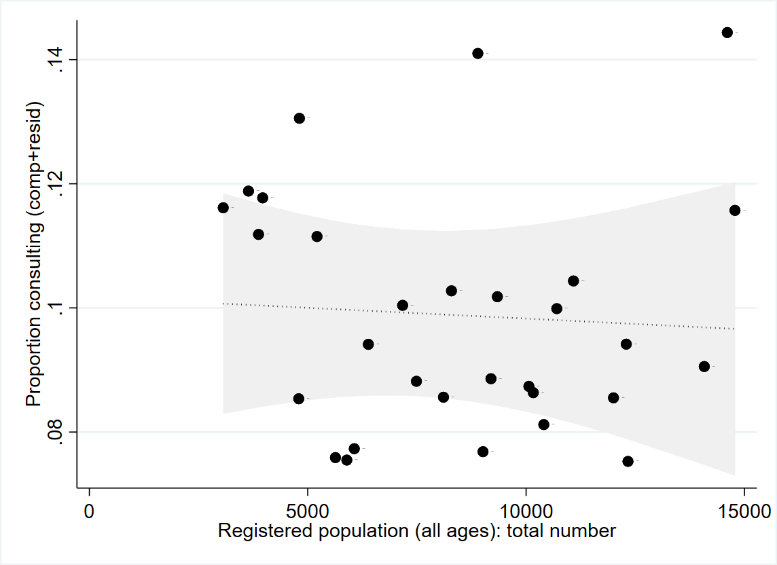 Proportion consulting (comp+resid)
.14
.12
.1
.08
0 5000 10000 15000
Registered population (all ages): total number